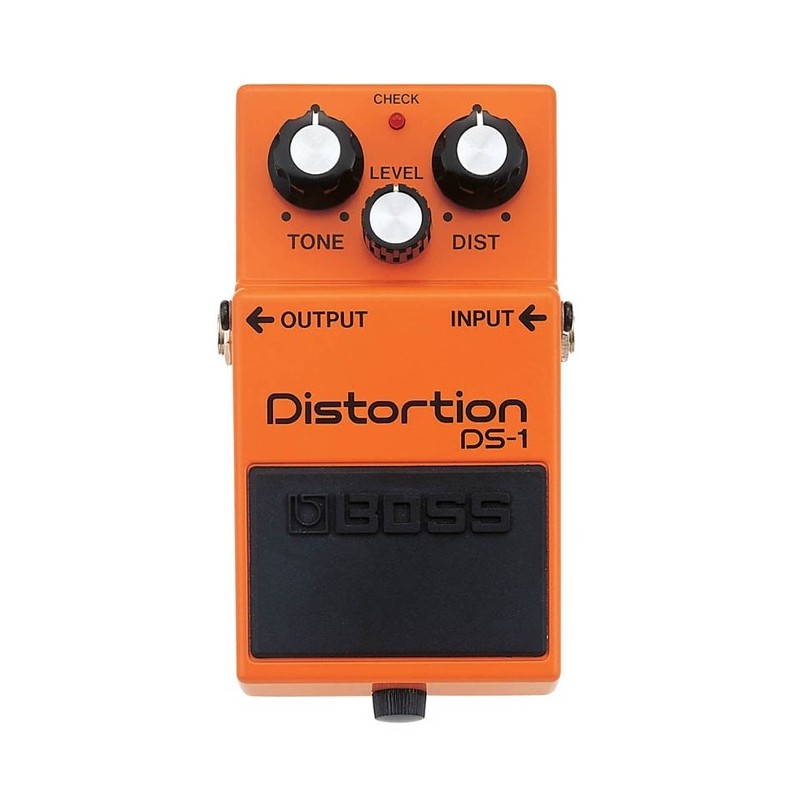 CHECK
LEVEL
TONE DIST
← OUTPUT INPUT ←
Distortion
DS-1
BOSS